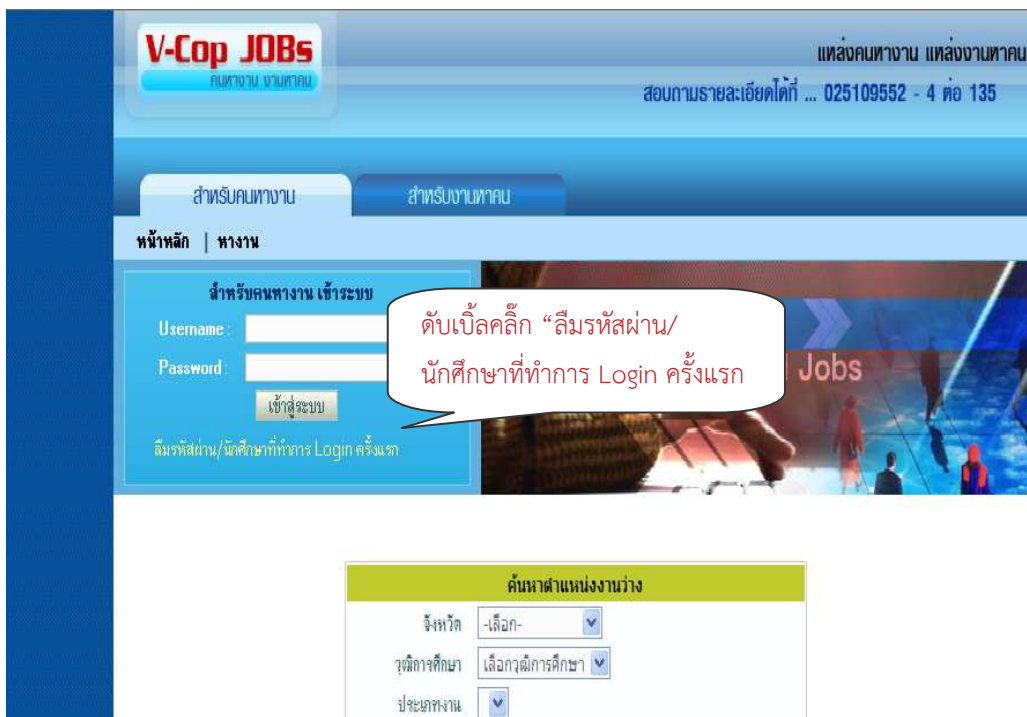 V-Cop JOBs
คนหางาน งานหาคน
แหล่งคนหางาน แหล่งงานหาคน
สอบถามรายละเอียดได้ที่ ... 025109552 - 4 ต่อ 135
สำหรับคนหางาน
สำหรับงานหาคน
หน้าหลัก | หางาน
สำหรับคนหางาน เข้าระบบ
Username :
Password :
เข้าสู่ระบบ
ลืมรหัสผ่าน/นักศึกษาที่ทำการ Login ครั้งแรก
ดับเบิ้ลคลิ๊ก “ลืมรหัสผ่าน/
นักศึกษาที่ทำการ Login ครั้งแรก
Jobs
ค้นหาตำแหน่งงานว่าง
จังหวัด -เลือก-
วุฒิการศึกษา เลือกวุฒิการศึกษา
ประเภทงาน